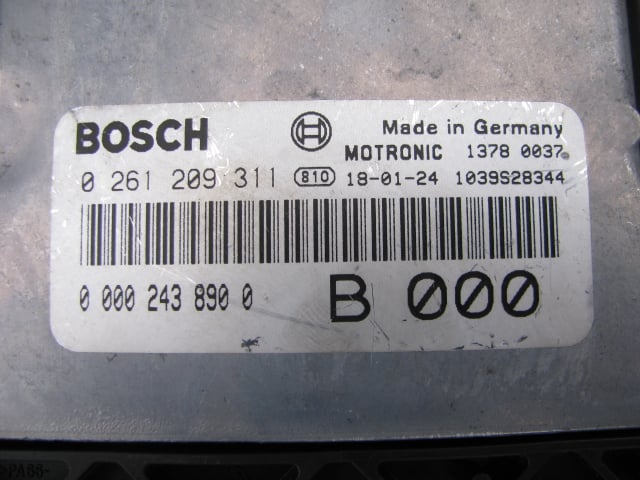 BOSCH
Made in Germany
MOTRONIC 1378 0037
0 261 209 311 810 18-01-24 1039S28344
0 000 243 890 0 B 000
>PA66-